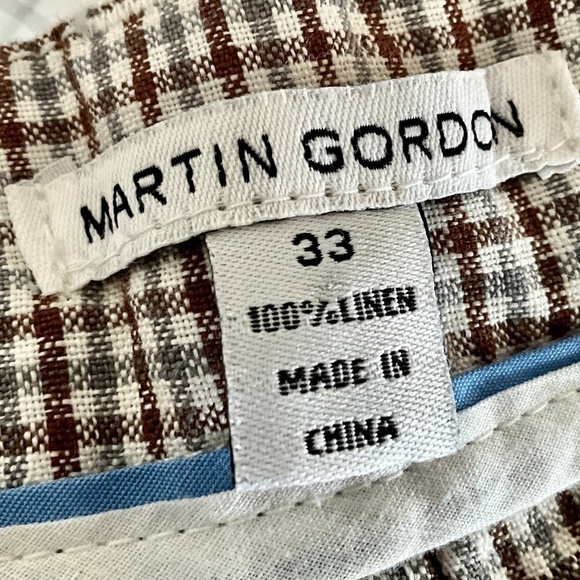 MARTIN GORDON
33
100%LINEN
MADE IN
CHINA